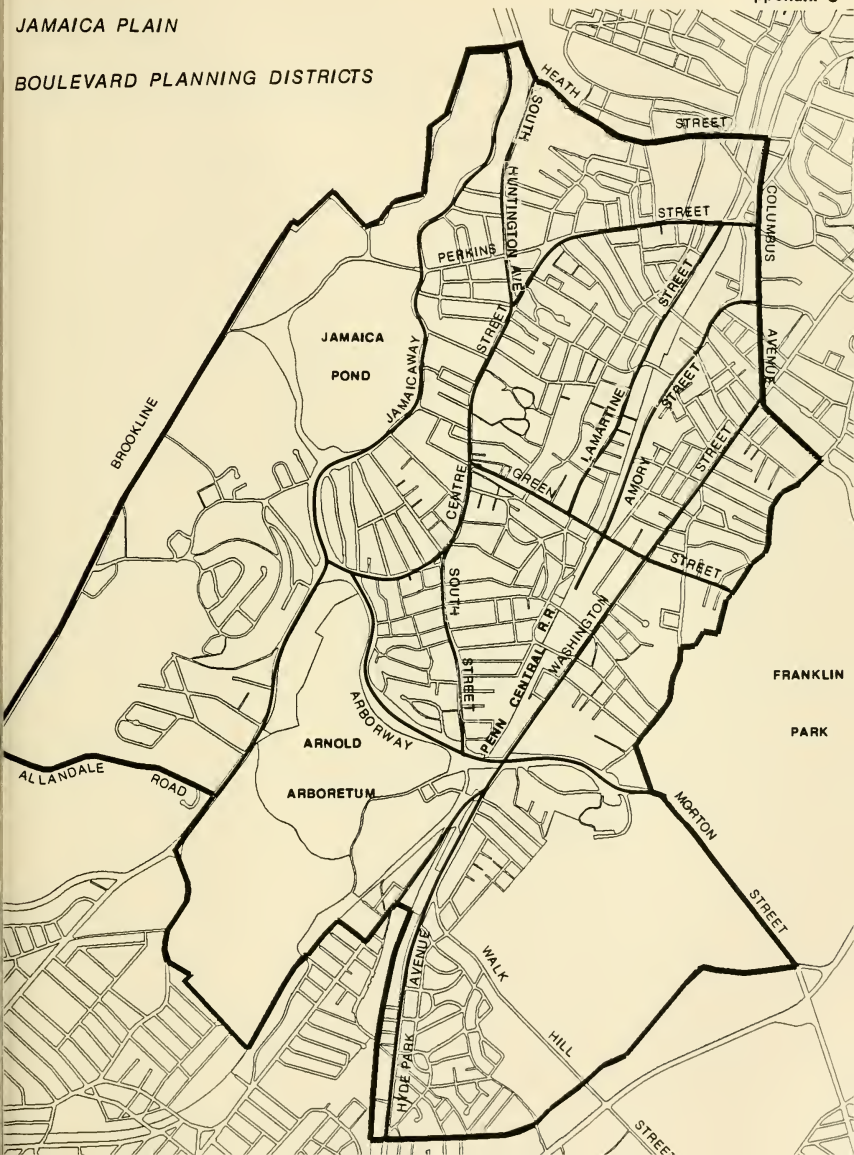 JAMAICA PLAIN
BOULEVARD PLANNING DISTRICTS
HEATH
STREET
SOUTH
HUNTINGTON AVE.
COLUMBUS
AVENUE
STREET
PERKINS
STREET
STREET
JAMAICA
POND
JAMAICAWAY
STREET
LAMARTINE
AMORY
STREET
BROOKLINE
CENTRE
GREEN
STREET
SOUTH
STREET
PENN CENTRAL R.R.
WASHINGTON
FRANKLIN
PARK
ARBORWAY
ARNOLD
ARBORETUM
ALLANDALE
ROAD
MORTON
STREET
HYDE PARK
AVENUE
WALK
HILL
STREET